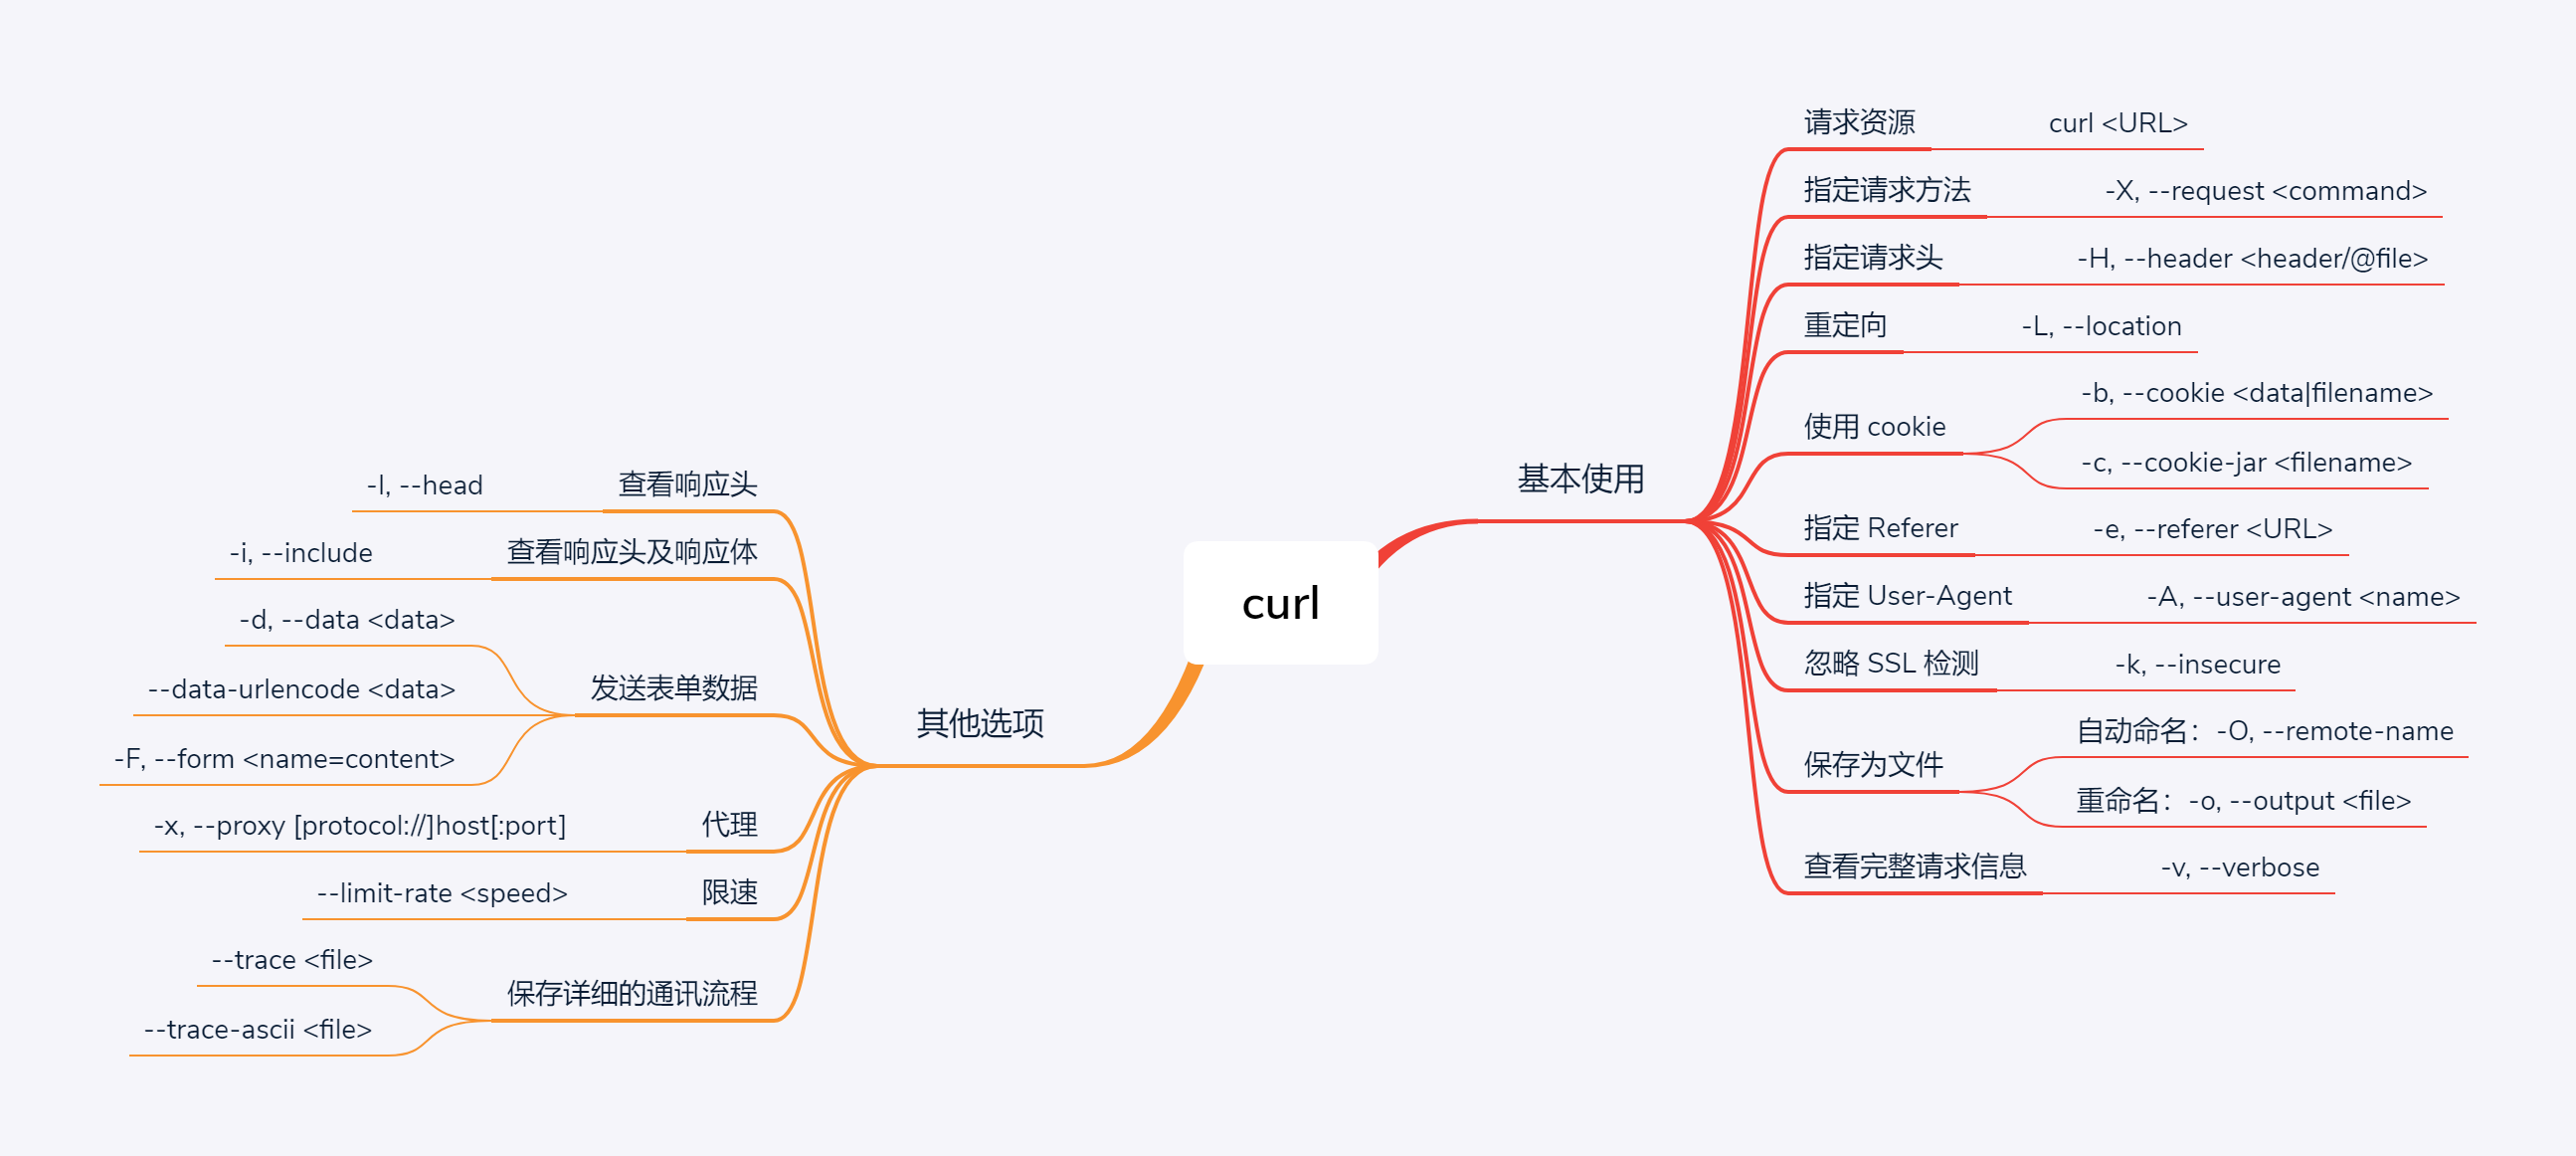 curl
基本使用
请求资源
curl <URL>
指定请求方法
-X, --request <command>
指定请求头
-H, --header <header/@file>
重定向
-L, --location
使用 cookie
-b, --cookie <data|filename>
-c, --cookie-jar <filename>
指定 Referer
-e, --referer <URL>
指定 User-Agent
-A, --user-agent <name>
忽略 SSL 检测
-k, --insecure
保存为文件
自动命名：-O, --remote-name
重命名：-o, --output <file>
查看完整请求信息
-v, --verbose
其他选项
查看响应头
-I, --head
查看响应头及响应体
-i, --include
发送表单数据
-d, --data <data>
--data-urlencode <data>
-F, --form <name=content>
代理
-x, --proxy [protocol://]host[:port]
限速
--limit-rate <speed>
保存详细的通讯流程
--trace <file>
--trace-ascii <file>